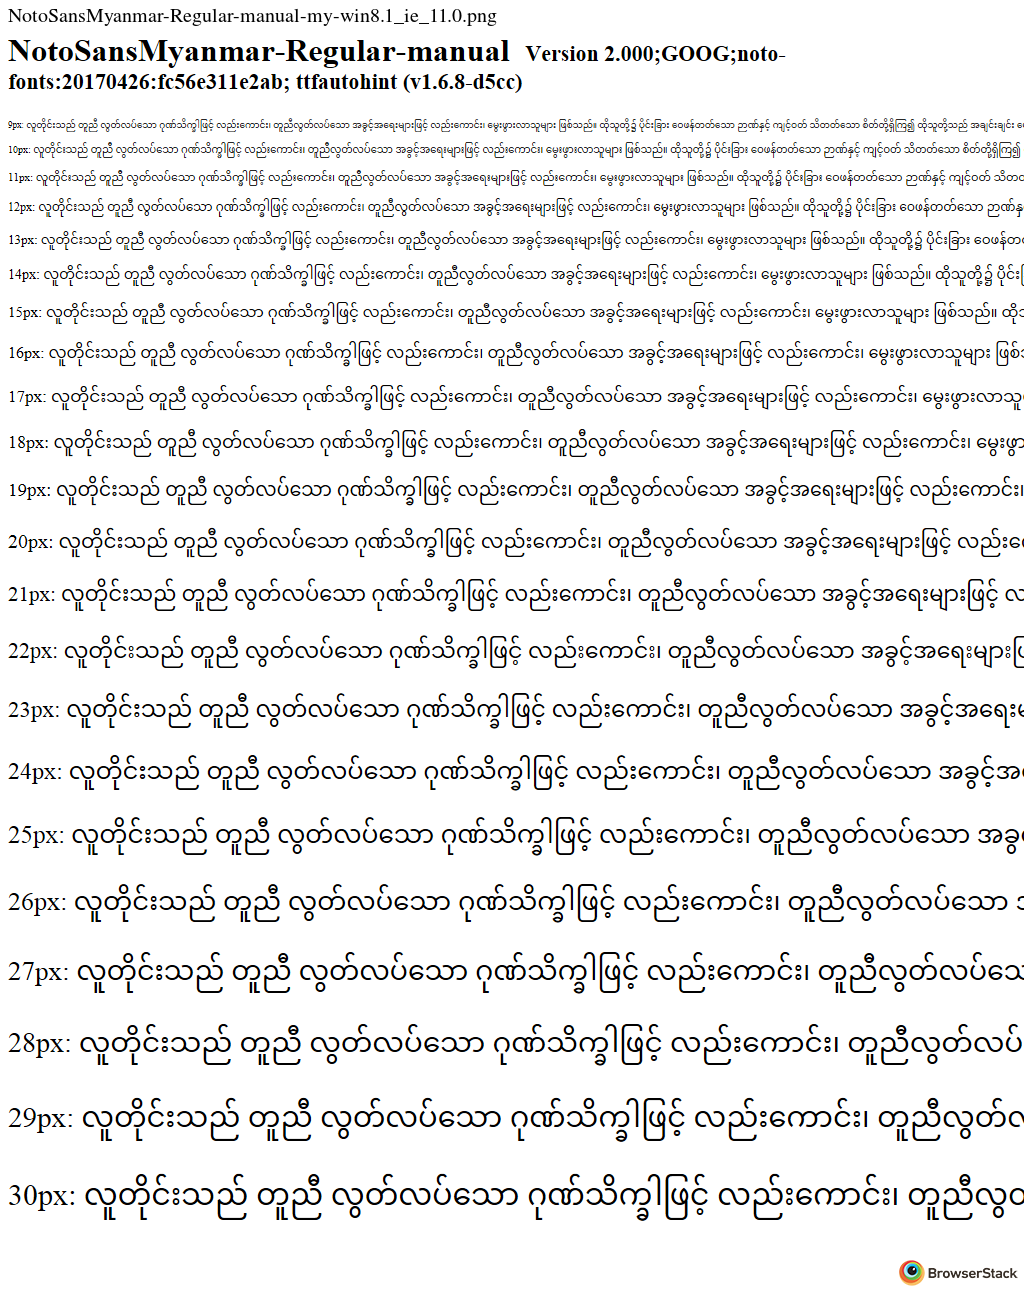 NotoSansMyanmar-Regular-manual-my-win8.1_ie_11.0.png
NotoSansMyanmar-Regular-manual Version 2.000;GOOG;noto-
fonts:20170426:fc56e311e2ab; ttfautohint (v1.6.8-d5cc)
9px: လူတိုင်းသည် တူညီ လွတ်လပ်သော ဂုဏ်သိက္ခါဖြင့် လည်းကောင်း၊ တူညီလွတ်လပ်သော အခွင့်အရေးများဖြင့် လည်းကောင်း၊ မွေးဖွားလာသူများ ဖြစ်သည်။ ထိုသူတို့၌ ပိုင်းခြား ဝေဖန်တတ်သော ဉာဏ်နှင့် ကျင့်ဝတ် သိတတ်သော စိတ်တို့ရှိကြ၍ ထိုသူတို့သည် အချင်းချင်း
10px: လူတိုင်းသည် တူညီ လွတ်လပ်သော ဂုဏ်သိက္ခါဖြင့် လည်းကောင်း၊ တူညီလွတ်လပ်သော အခွင့်အရေးများဖြင့် လည်းကောင်း၊ မွေးဖွားလာသူများ ဖြစ်သည်။ ထိုသူတို့၌ ပိုင်းခြား ဝေဖန်တတ်သော ဉာဏ်နှင့် ကျင့်ဝတ် သိတတ်သော စိတ်တို့ရှိကြ၍
11px: လူတိုင်းသည် တူညီ လွတ်လပ်သော ဂုဏ်သိက္ခါဖြင့် လည်းကောင်း၊ တူညီလွတ်လပ်သော အခွင့်အရေးများဖြင့် လည်းကောင်း၊ မွေးဖွားလာသူများ ဖြစ်သည်။ ထိုသူတို့၌ ပိုင်းခြား ဝေဖန်တတ်သော ဉာဏ်နှင့် ကျင့်ဝတ် သိတ
12px: လူတိုင်းသည် တူညီ လွတ်လပ်သော ဂုဏ်သိက္ခါဖြင့် လည်းကောင်း၊ တူညီလွတ်လပ်သော အခွင့်အရေးများဖြင့် လည်းကောင်း၊ မွေးဖွားလာသူများ ဖြစ်သည်။ ထိုသူတို့၌ ပိုင်းခြား ဝေဖန်တတ်သော ဉာဏ်နှ
13px: လူတိုင်းသည် တူညီ လွတ်လပ်သော ဂုဏ်သိက္ခါဖြင့် လည်းကောင်း၊ တူညီလွတ်လပ်သော အခွင့်အရေးများဖြင့် လည်းကောင်း၊ မွေးဖွားလာသူများ ဖြစ်သည်။ ထိုသူတို့၌ ပိုင်းခြား ဝေဖန်တ
14px: လူတိုင်းသည် တူညီ လွတ်လပ်သော ဂုဏ်သိက္ခါဖြင့် လည်းကောင်း၊ တူညီလွတ်လပ်သော အခွင့်အရေးများဖြင့် လည်းကောင်း၊ မွေးဖွားလာသူများ ဖြစ်သည်။ ထိုသူတို့၌ ပိုင်း
15px: လူတိုင်းသည် တူညီ လွတ်လပ်သော ဂုဏ်သိက္ခါဖြင့် လည်းကောင်း၊ တူညီလွတ်လပ်သော အခွင့်အရေးများဖြင့် လည်းကောင်း၊ မွေးဖွားလာသူများ ဖြစ်သည်။ ထိုသ
16px: လူတိုင်းသည် တူညီ လွတ်လပ်သော ဂုဏ်သိက္ခါဖြင့် လည်းကောင်း၊ တူညီလွတ်လပ်သော အခွင့်အရေးများဖြင့် လည်းကောင်း၊ မွေးဖွားလာသူများ ဖြစ်
17px: လူတိုင်းသည် တူညီ လွတ်လပ်သော ဂုဏ်သိက္ခါဖြင့် လည်းကောင်း၊ တူညီလွတ်လပ်သော အခွင့်အရေးများဖြင့် လည်းကောင်း၊ မွေးဖွားလာသူ
18px: လူတိုင်းသည် တူညီ လွတ်လပ်သော ဂုဏ်သိက္ခါဖြင့် လည်းကောင်း၊ တူညီလွတ်လပ်သော အခွင့်အရေးများဖြင့် လည်းကောင်း၊ မွေးဖွာ
19px: လူတိုင်းသည် တူညီ လွတ်လပ်သော ဂုဏ်သိက္ခါဖြင့် လည်းကောင်း၊ တူညီလွတ်လပ်သော အခွင့်အရေးများဖြင့် လည်းကောင်း၊
20px: လူတိုင်းသည် တူညီ လွတ်လပ်သော ဂုဏ်သိက္ခါဖြင့် လည်းကောင်း၊ တူညီလွတ်လပ်သော အခွင့်အရေးများဖြင့် လည်း
21px: လူတိုင်းသည် တူညီ လွတ်လပ်သော ဂုဏ်သိက္ခါဖြင့် လည်းကောင်း၊ တူညီလွတ်လပ်သော အခွင့်အရေးများဖြင့် လ
22px: လူတိုင်းသည် တူညီ လွတ်လပ်သော ဂုဏ်သိက္ခါဖြင့် လည်းကောင်း၊ တူညီလွတ်လပ်သော အခွင့်အရေးများ
23px: လူတိုင်းသည် တူညီ လွတ်လပ်သော ဂုဏ်သိက္ခါဖြင့် လည်းကောင်း၊ တူညီလွတ်လပ်သော အခွင့်အရေး
24px: လူတိုင်းသည် တူညီ လွတ်လပ်သော ဂုဏ်သိက္ခါဖြင့် လည်းကောင်း၊ တူညီလွတ်လပ်သော အခွင့်အ
25px: လူတိုင်းသည် တူညီ လွတ်လပ်သော ဂုဏ်သိက္ခါဖြင့် လည်းကောင်း၊ တူညီလွတ်လပ်သော အခွ
26px: လူတိုင်းသည် တူညီ လွတ်လပ်သော ဂုဏ်သိက္ခါဖြင့် လည်းကောင်း၊ တူညီလွတ်လပ်သော
27px: လူတိုင်းသည် တူညီ လွတ်လပ်သော ဂုဏ်သိက္ခါဖြင့် လည်းကောင်း၊ တူညီလွတ်လပ်သေ
28px: လူတိုင်းသည် တူညီ လွတ်လပ်သော ဂုဏ်သိက္ခါဖြင့် လည်းကောင်း၊ တူညီလွတ်လပ်
29px: လူတိုင်းသည် တူညီ လွတ်လပ်သော ဂုဏ်သိက္ခါဖြင့် လည်းကောင်း၊ တူညီလွတ်လ
30px: လူတိုင်းသည် တူညီ လွတ်လပ်သော ဂုဏ်သိက္ခါဖြင့် လည်းကောင်း၊ တူညီလွတ
BrowserStack